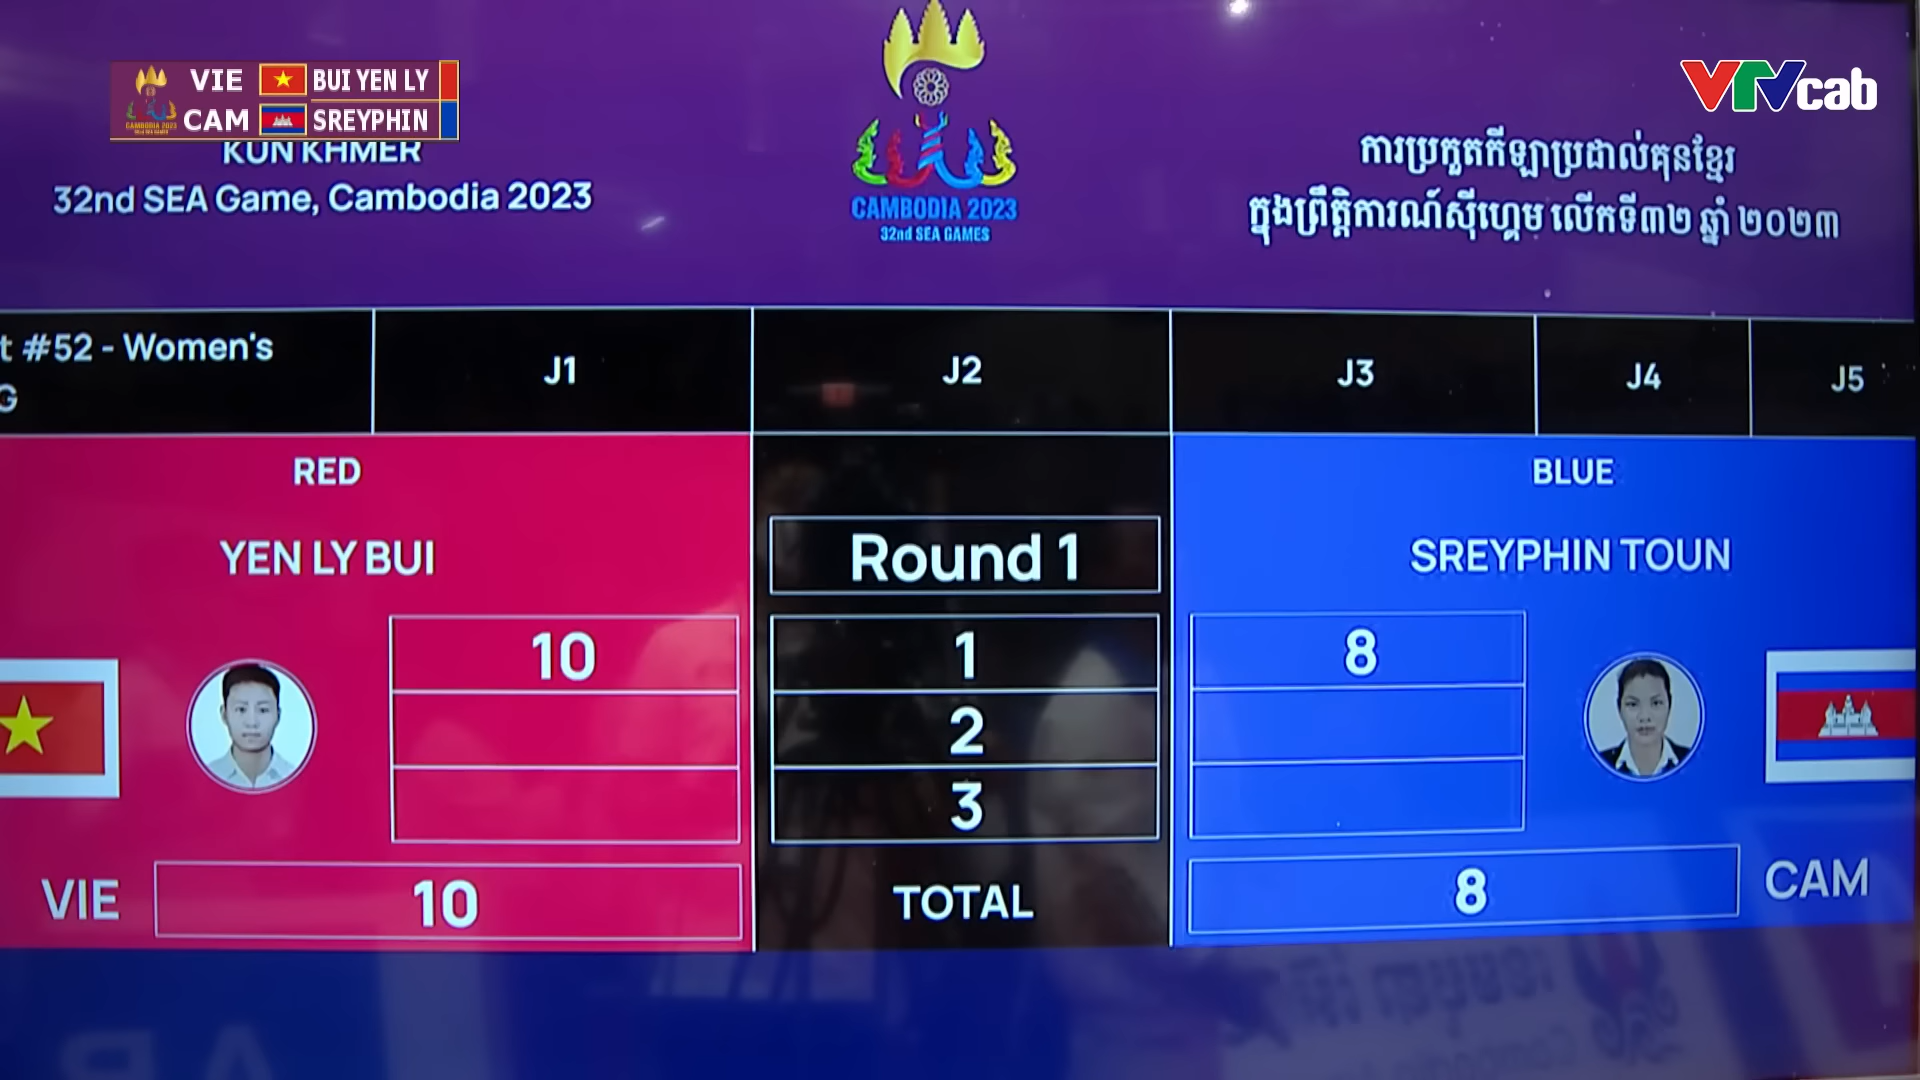 VIE BUI YEN LY
CAM SREYPHIN
VTVcab
KUN KHMER
32nd SEA Game, Cambodia 2023
CAMBODIA 2023
32nd SEA GAMES
ការប្រកួតកីឡាប្រដាល់គុនខ្មែរ
ក្នុងព្រឹត្តិការណ៍ស៊ីហ្គេម លើកទី៣២ ឆ្នាំ ២០២៣
#52 - Women's
J1 J2 J3 J4 J5
RED
BLUE
YEN LY BUI
Round 1
SREYPHIN TOUN
10 1 8
2
3
VIE 10 TOTAL 8 CAM